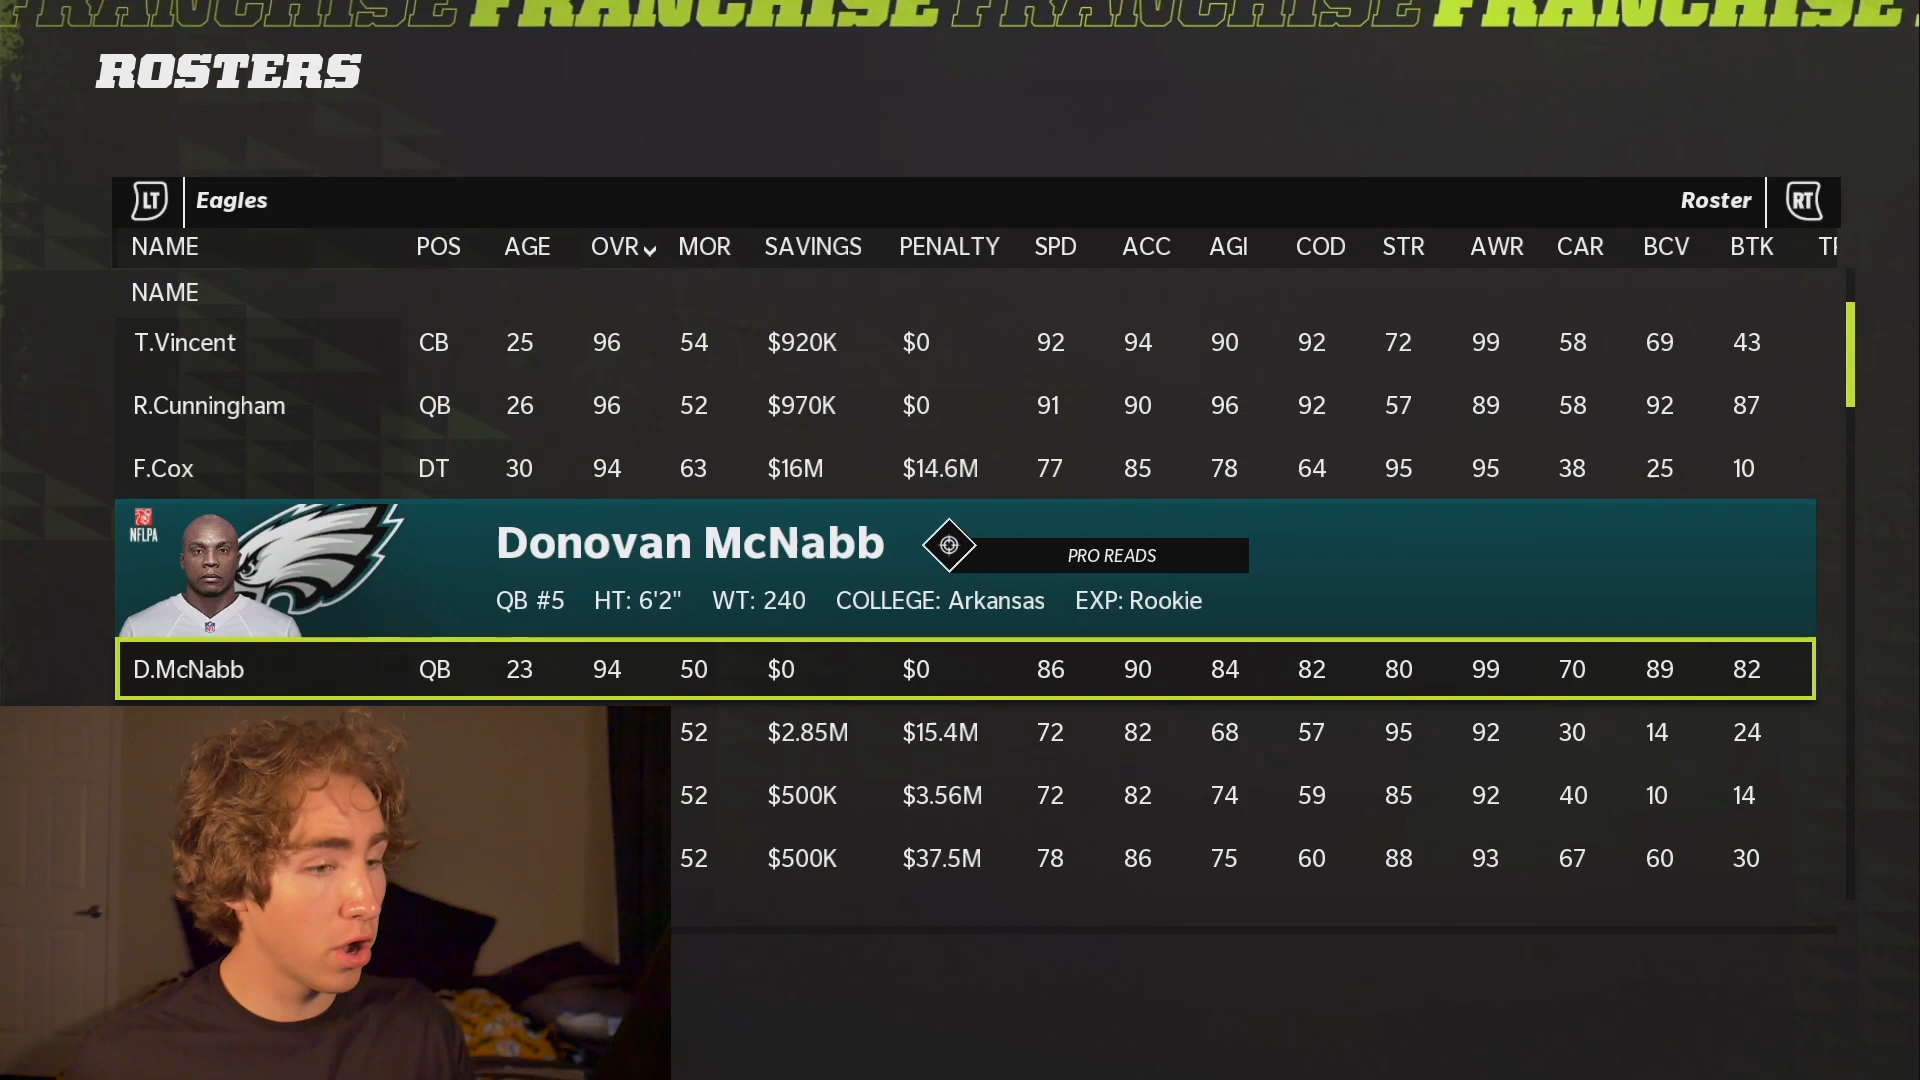 FRANCHISE FRANCHISE FRANCHISE FRANCHISE
ROSTERS
LT Eagles Roster RT
NAME POS AGE OVR MOR SAVINGS PENALTY SPD ACC AGI COD STR AWR CAR BCV BTK
NAME
T.Vincent CB 25 96 54 $920K $0 92 94 90 92 72 99 58 69 43
R.Cunningham QB 26 96 52 $970K $0 91 90 96 92 57 89 58 92 87
F.Cox DT 30 94 63 $16M $14.6M 77 85 78 64 95 95 38 25 10
NFLPA
Donovan McNabb PRO READS
QB #5 HT: 6'2" WT: 240 COLLEGE: Arkansas EXP: Rookie
D.McNabb QB 23 94 50 $0 $0 86 90 84 82 80 99 70 89 82
52 $2.85M $15.4M 72 82 68 57 95 92 30 14 24
52 $500K $3.56M 72 82 74 59 85 92 40 10 14
52 $500K $37.5M 78 86 75 60 88 93 67 60 30